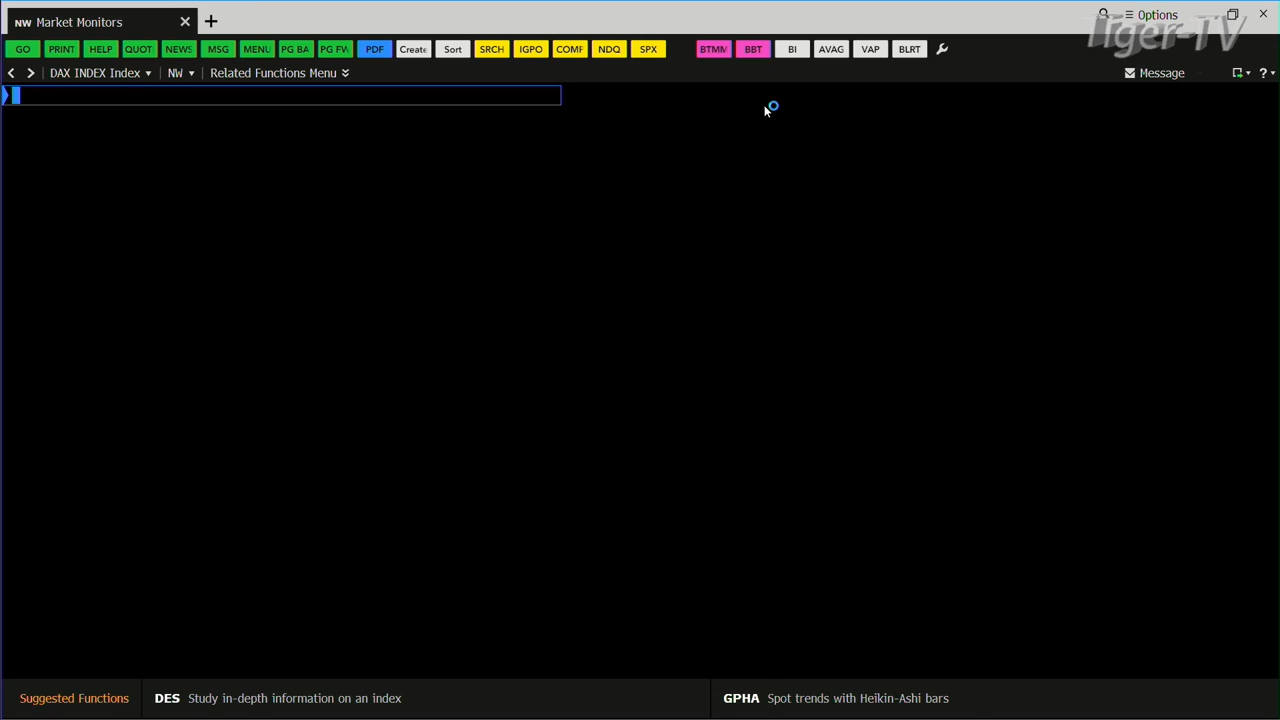 NW Market Monitors
Options
Tiger-TV
GO PRINT HELP QUOT NEWS MSG MENU PG BA PG FW PDF Create Sort SRCH IGPO COMF NDQ SPX BTMM BBT BI AVAG VAP BLRT
DAX INDEX Index NW Related Functions Menu Message ?
Suggested Functions DES Study in-depth information on an index GPHA Spot trends with Heikin-Ashi bars